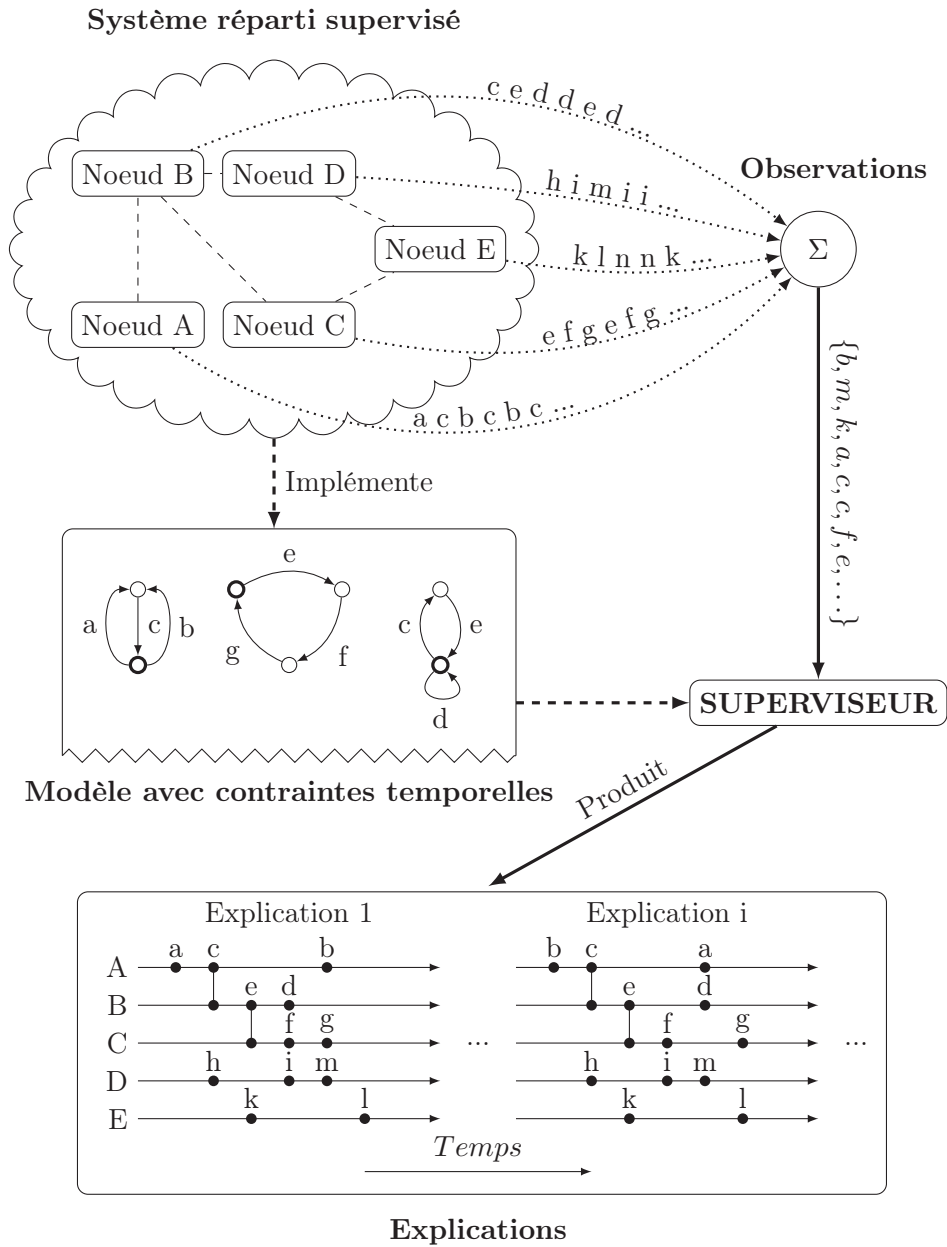 Système réparti supervisé
c e d d e d ...
Observations
Noeud B
Noeud D
h i m i i ...
Noeud E
k l n n k ...
Σ
Noeud A
Noeud C
e f g e f g ...
a c b c b c ...
{b, m, k, a, c, c, f, e, . . .}
Implémente
e
a
c
b
g
f
c
e
d
SUPERVISEUR
Modèle avec contraintes temporelles
Produit
Explication 1
Explication i
a c b
b c a
A
e d
e d
B
f g
f g
C
...
...
h i m
h i m
D
k l
k l
E
Temps
Explications